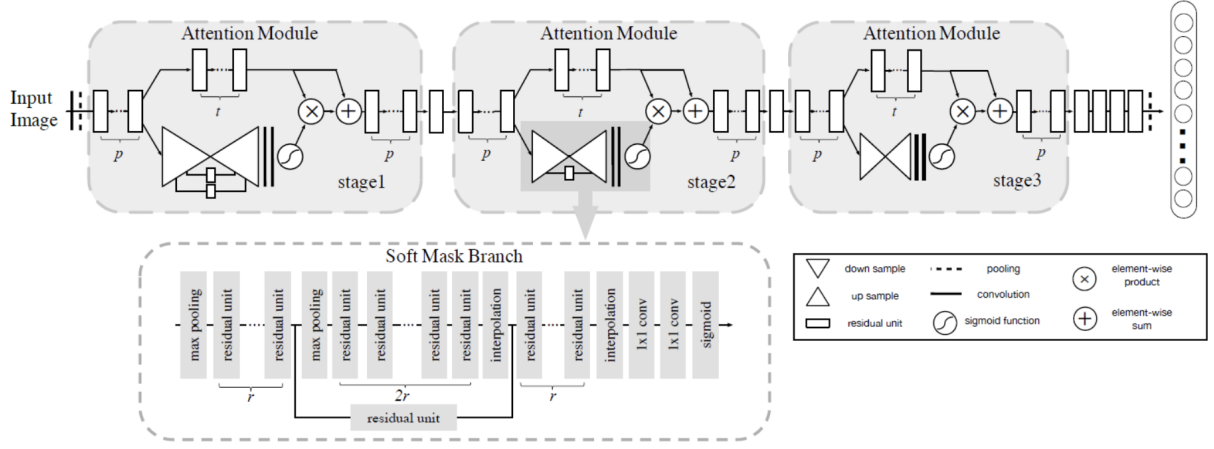 Attention Module
Attention Module
Attention Module
Input
Image
t
t
t
p
p
p
p
p
p
stage1
stage2
stage3
Soft Mask Branch
max pooling
residual unit
residual unit
max pooling
residual unit
residual unit
residual unit
residual unit
interpolation
residual unit
residual unit
interpolation
1x1 conv
1x1 conv
sigmoid
r
2r
r
residual unit
down sample
up sample
residual unit
pooling
convolution
sigmoid function
element-wise
product
element-wise
sum